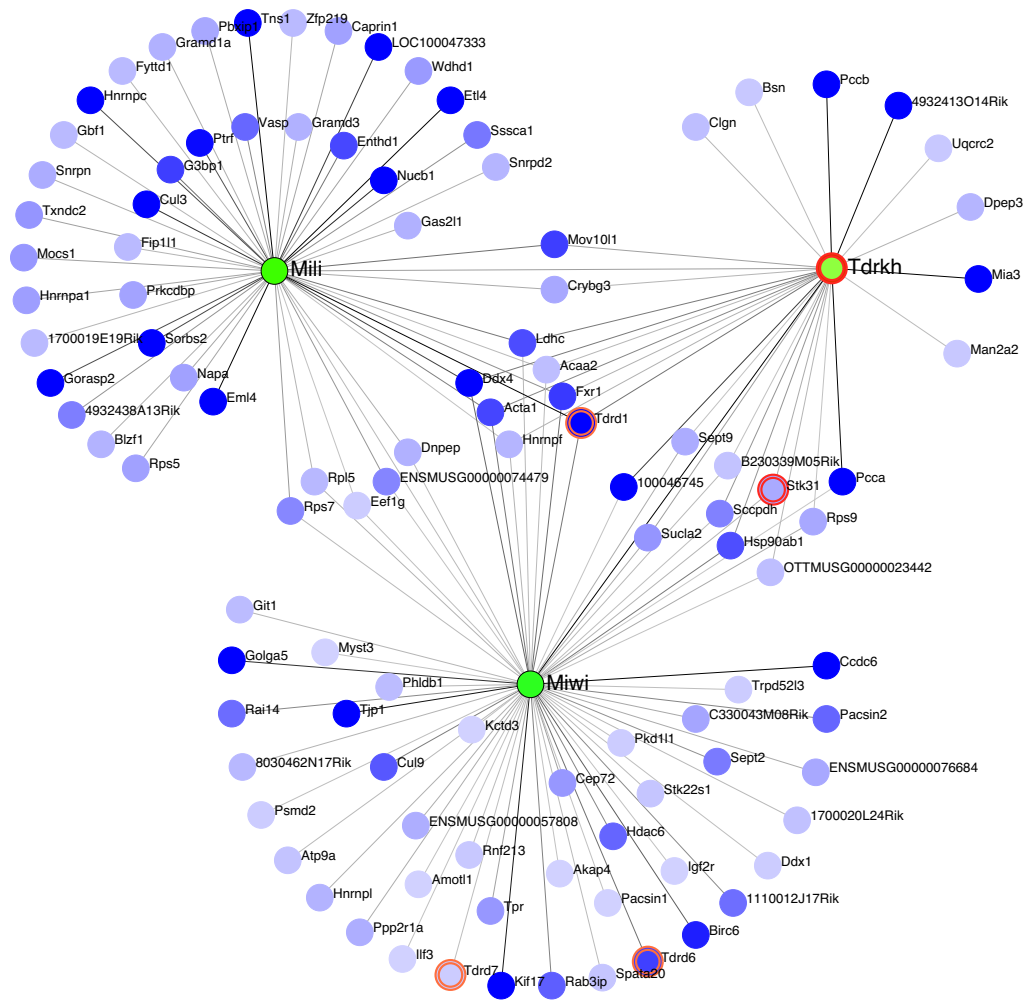 Tns1
Zfp219
Pbxip1
Caprin1
Gramd1a
LOC100047333
Fyttd1
Wdhd1
Hnrnpc
Etl4
Vasp
Gramd3
Gbf1
Ptrf
Enthd1
Sssca1
G3bp1
Snrpd2
Snrpn
Nucb1
Cul3
Txndc2
Gas2l1
Fip1l1
Mocs1
Mili
Hnrnpa1
Prkcdbp
1700019E19Rik
Sorbs2
Gorasp2
Napa
Eml4
4932438A13Rik
Blzf1
Rps5
Bsn
Pccb
4932413O14Rik
Clgn
Uqcrc2
Dpep3
Tdrkh
Mia3
Man2a2
Mov10l1
Crybg3
Ldhc
Acaa2
Ddx4
Fxr1
Acta1
Tdrd1
Hnrnpf
Dnpep
Rpl5
ENSMUSG00000074479
Eef1g
Rps7
Sept9
B230339M05Rik
100046745
Stk31
Pcca
Sccpdh
Rps9
Sucla2
Hsp90ab1
OTTMUSG00000023442
Git1
Myst3
Golga5
Phldb1
Miwi
Ccdc6
Trpd52l3
Rai14
Tjp1
C330043M08Rik
Pacsin2
Kctd3
Pkd1l1
8030462N17Rik
Cul9
Sept2
ENSMUSG00000076684
Cep72
Stk22s1
Psmd2
1700020L24Rik
ENSMUSG00000057808
Hdac6
Atp9a
Rnf213
Ddx1
Akap4
Igf2r
Amotl1
Hnrnpl
Pacsin1
1110012J17Rik
Tpr
Ppp2r1a
Birc6
Ilf3
Tdrd6
Tdrd7
Kif17
Rab3ip
Spata20